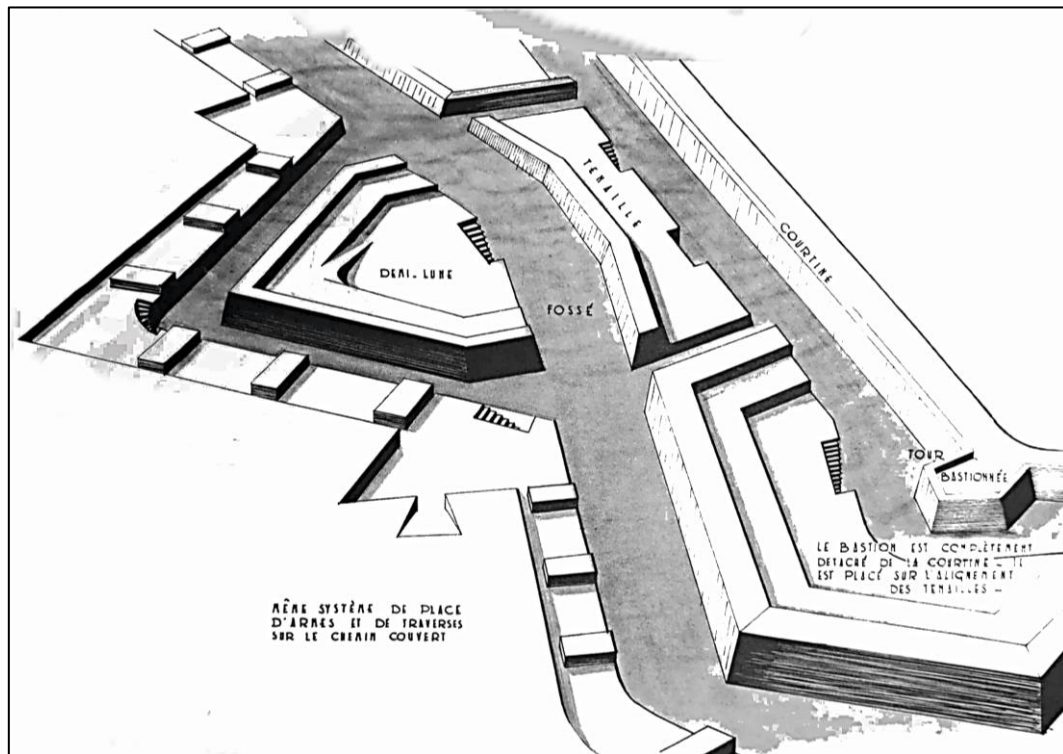 TENAILLE
COURTINE
DEMI-LUNE
FOSSÉ
TOUR
BASTIONNÉE
LE BASTION EST COMPLÈTEMENT
DETACHÉ DE LA COURTINE - IL
EST PLACÉ SUR L'ALIGNEMENT
DES TENAILLES -
MÊME SYSTÈME DE PLACE
D'ARMES ET DE TRAVERSES
SUR LE CHEMIN COUVERT